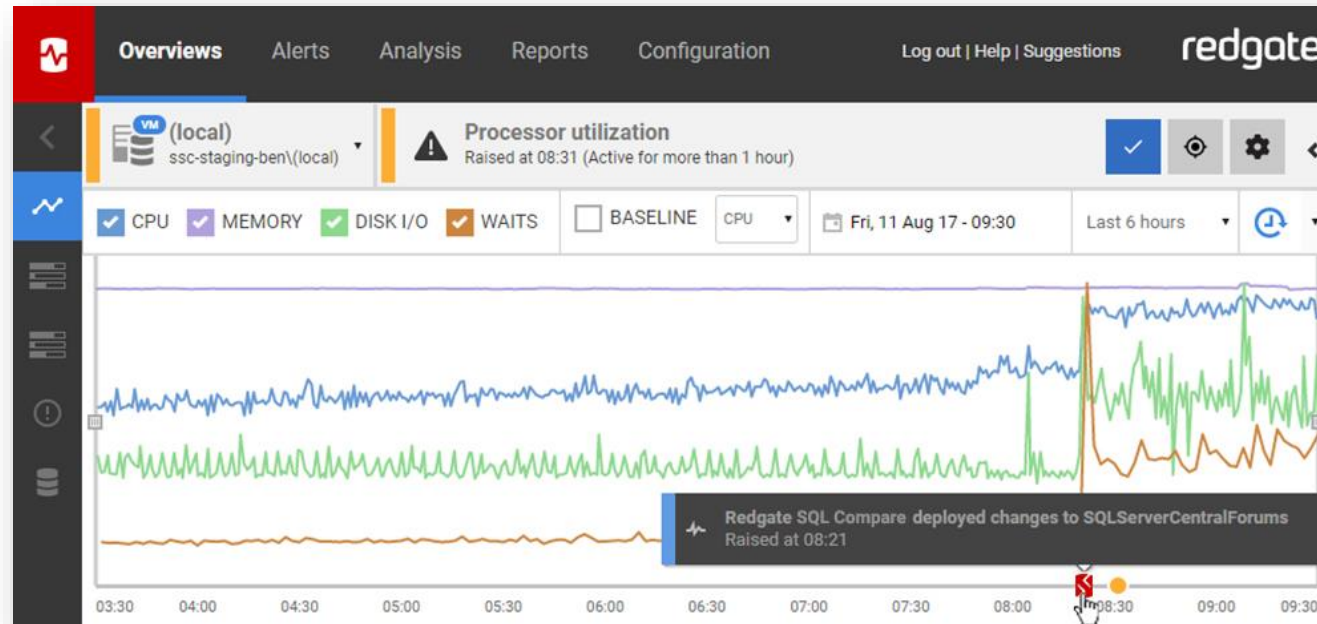 Overviews Alerts Analysis Reports Configuration Log out | Help | Suggestions redgate
VM (local)
ssc-staging-ben\(local)
Processor utilization
Raised at 08:31 (Active for more than 1 hour)
CPU MEMORY DISK I/O WAITS BASELINE CPU Fri, 11 Aug 17 - 09:30 Last 6 hours
Redgate SQL Compare deployed changes to SQLServerCentralForums
Raised at 08:21
03:30 04:00 04:30 05:00 05:30 06:00 06:30 07:00 07:30 08:00 08:30 09:00 09:30